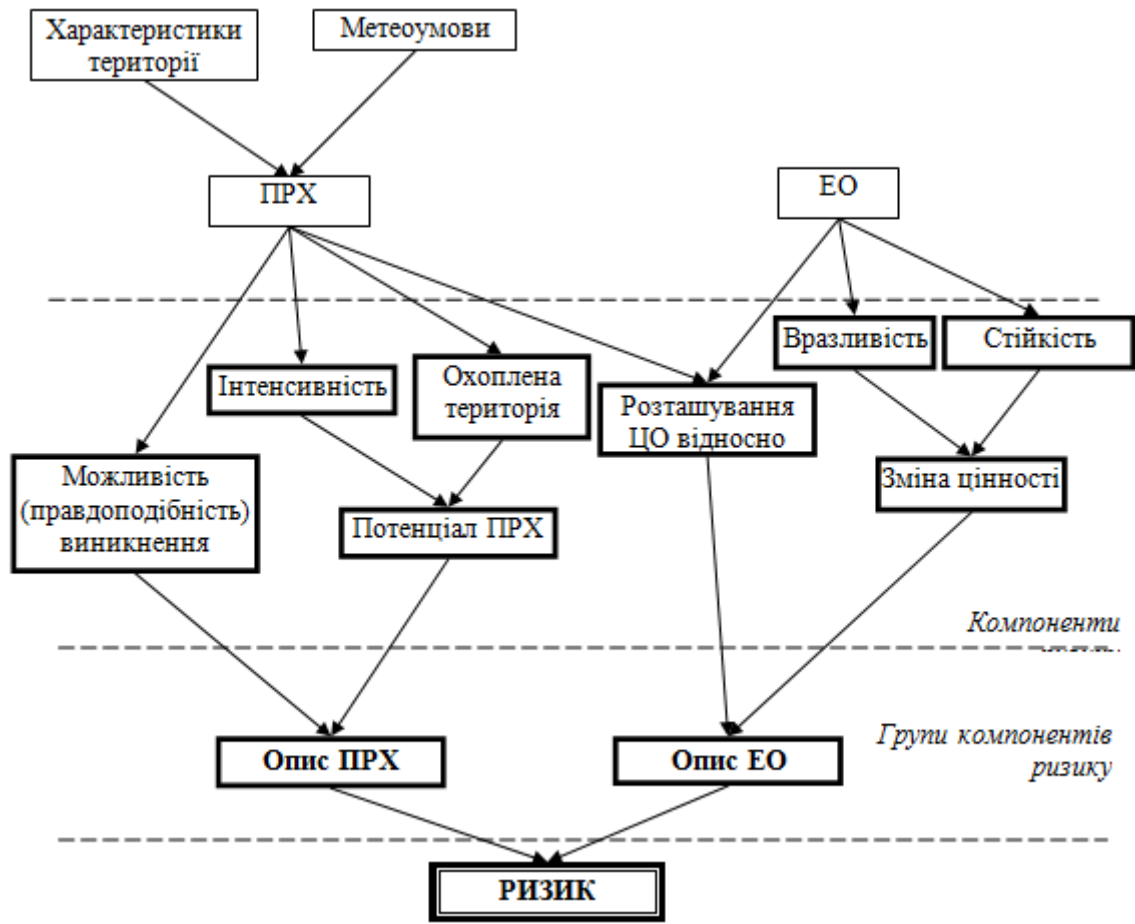 Характеристики
території
Метеоумови
ПРХ
ЕО
Вразливість
Стійкість
Інтенсивність
Охоплена
територія
Розташування
ЦО відносно
Можливість
(правдоподібність)
виникнення
Потенціал ПРХ
Зміна цінності
Компоненти
Групи компонентів
ризику
Опис ПРХ
Опис ЕО
РИЗИК